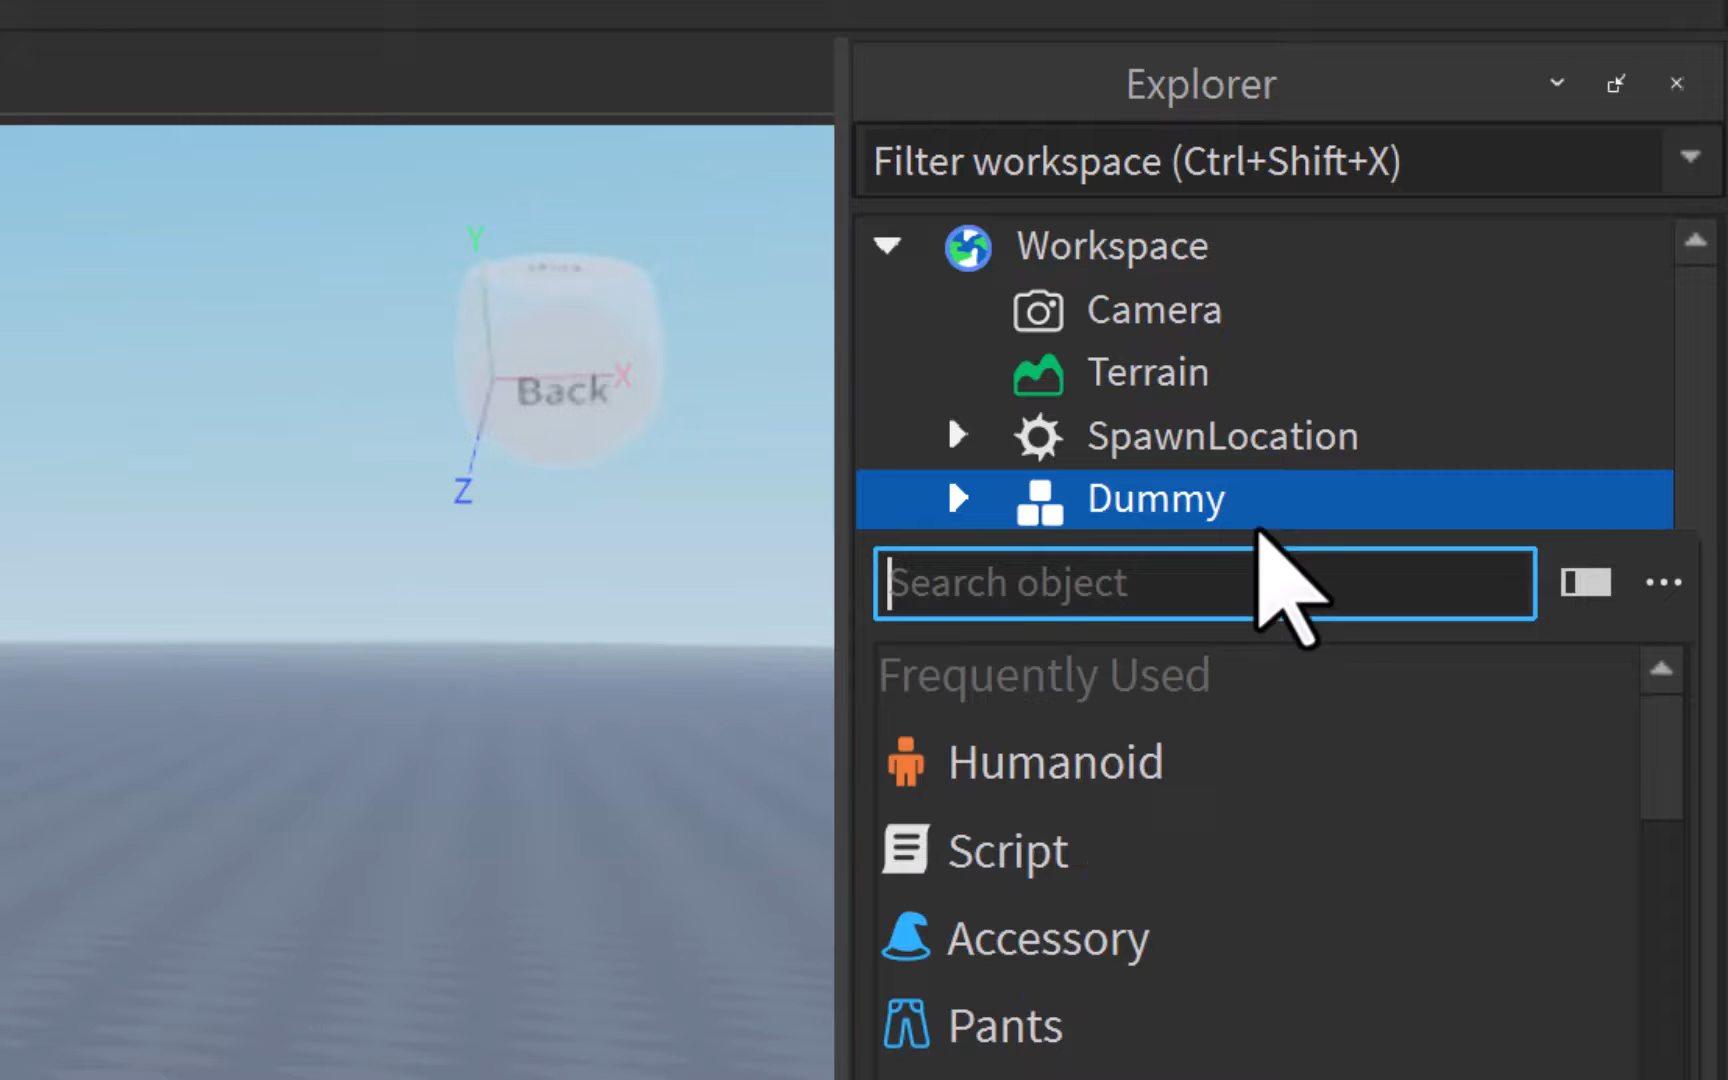 Explorer
Filter workspace (Ctrl+Shift+X)
Workspace
Camera
Terrain
SpawnLocation
Dummy
Search object
Frequently Used
Humanoid
Script
Accessory
Pants
Y
X
Back
Z